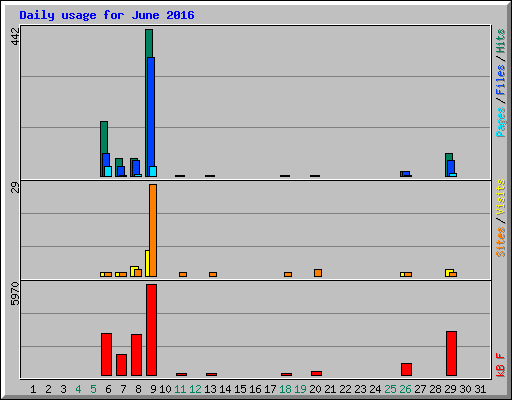 Daily usage for June 2016
442
Pages / Files / Hits
29
Sites / Visits
5970
kB F
1 2 3 4 5 6 7 8 9 10 11 12 13 14 15 16 17 18 19 20 21 22 23 24 25 26 27 28 29 30 31